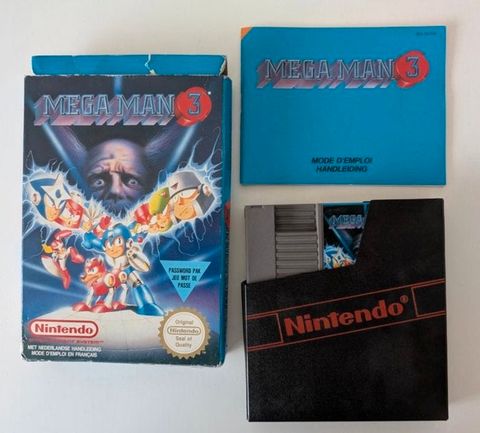 MEGA MAN 3
PASSWORD PAK
JEU MOT DE
PASSE
Nintendo
Original
Nintendo
Seal of
Quality
MET NEDERLANDSE HANDLEIDING
MODE D'EMPLOI EN FRANÇAIS
MEGA MAN 3
MODE D'EMPLOI
HANDLEIDING
MEGA
Nintendo®